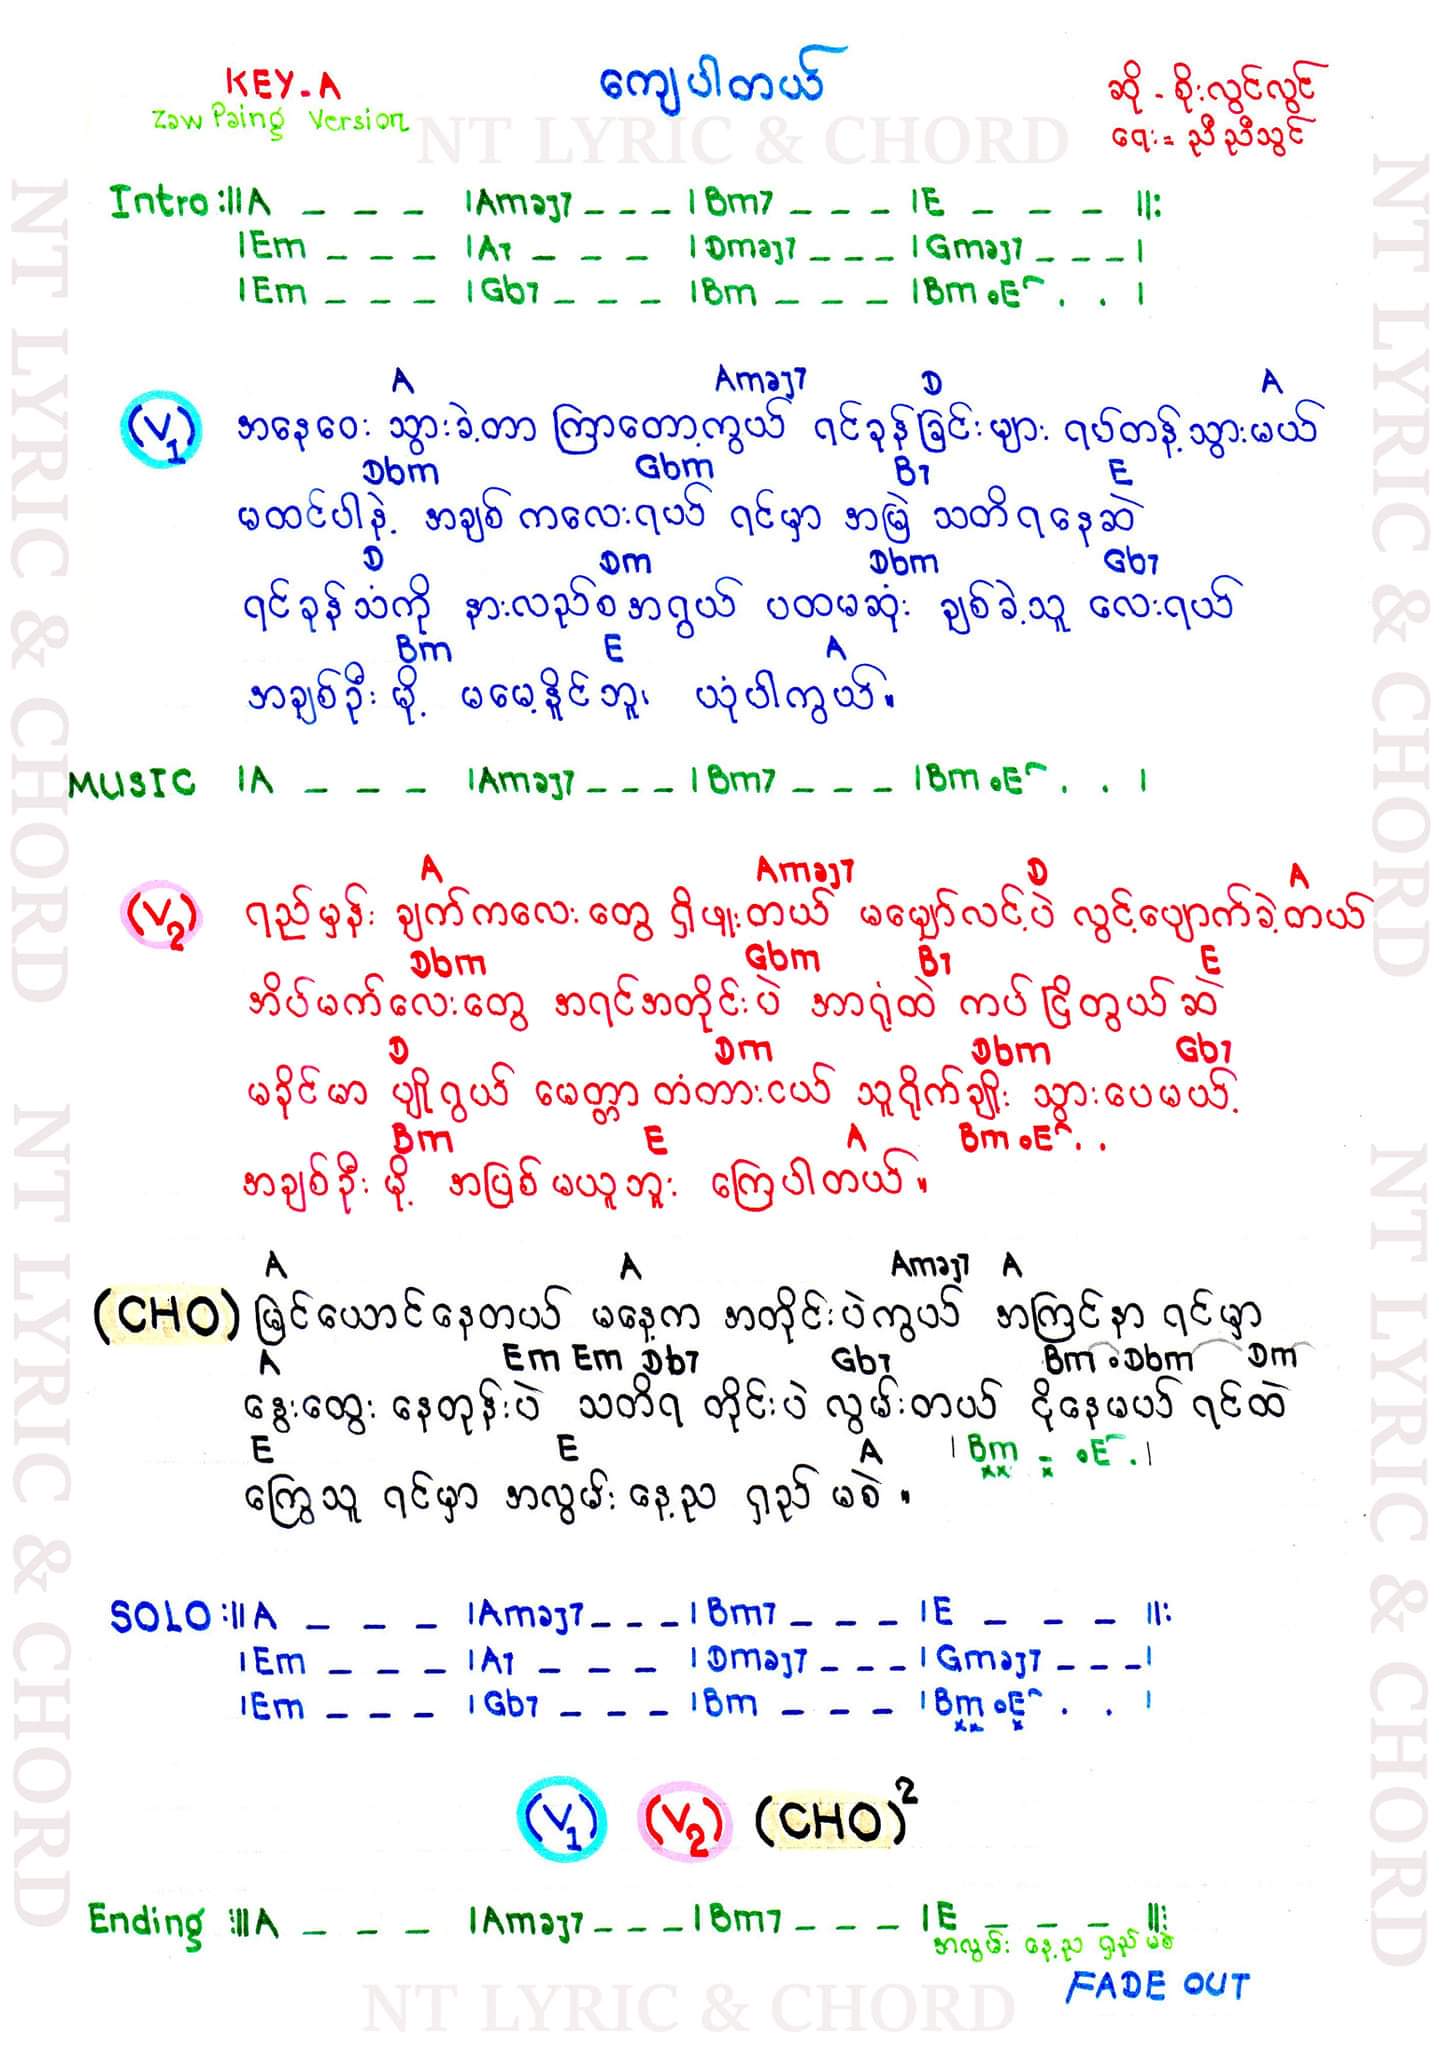 KEY-A
ကျေပါတယ်
ဆို - စိုးလွင်လွင်
Zaw Paing Version
ရေး = ညီညီသွင်
NT LYRIC & CHORD
Intro :|| A _ _ _ | Amaj7 _ _ _ | Bm7 _ _ _ | E _ _ _ ||:
| Em _ _ _ | A7 _ _ _ | Dmaj7 _ _ _ | Gmaj7 _ _ _ |
| Em _ _ _ | Gb7 _ _ _ | Bm _ _ _ | Bm • E . . |
A Amaj7 D A
(V1) အနေဝေး သွားခဲ့တာ ကြာတော့ကွယ် ရင်ခုန်ခြင်းများ ရပ်တန့်သွားမယ်
Dbm Gbm B7 E
မထင်ပါနဲ့ အချစ်ကလေးရယ် ရင်မှာ အမြဲ သတိရနေဆဲ
D Dm Dbm Gb7
ရင်ခုန်သံကို နားလည်စအရွယ် ပထမဆုံး ချစ်ခဲ့သူ လေးရယ်
Bm E A
အချစ်ဦး မို့ မမေ့နိူင်ဘူး ယုံပါကွယ်။
MUSIC | A _ _ _ | Amaj7 _ _ _ | Bm7 _ _ _ | Bm • E . . |
A Amaj7 D A
(V2) ရည်မှန်း ချက်ကလေး တွေ ရှိဖူးတယ် မမျှော်လင့်ပဲ လွင့်ပျောက်ခဲ့တယ်
Dbm Gbm B7 E
အိပ်မက်လေးတွေ အရင်အတိုင်းပဲ အာရုံထဲ ကပ်ငြိတွယ်ဆဲ
D Dm Dbm Gb7
မခိုင်မာ ပျိုရွယ် မေတ္တာ တံတားငယ် သူရိုက်ချိုး သွားပေမယ့်
Bm E A Bm • E . .
အချစ်ဦး မို့ အပြစ်မယူဘူး ကြေပါတယ်။
A A Amaj7 A
(CHO) မြင်ယောင်နေတယ် မနေ့က အတိုင်းပဲကွယ် အကြင်နာ ရင်မှာ
A Em Em Db7 Gb7 Bm • Dbm Dm
နွေးထွေး နေတုန်းပဲ သတိရ တိုင်းပဲ လွမ်းတယ် ငိုနေမယ် ရင်ထဲ
E E A | Bm = • E . |
ကြွေသူ ရင်မှာ အလွမ်း နေ့ည ရှည် မစဲ။
SOLO :|| A _ _ _ | Amaj7 _ _ _ | Bm7 _ _ _ | E _ _ _ ||:
| Em _ _ _ | A7 _ _ _ | Dmaj7 _ _ _ | Gmaj7 _ _ _ |
| Em _ _ _ | Gb7 _ _ _ | Bm _ _ _ | Bm • E . . |
(V1) (V2) (CHO)2
Ending :|| A _ _ _ | Amaj7 _ _ _ | Bm7 _ _ _ | E _ _ _ ||:
အလွမ်း နေ့ည ရှည် မစဲ
FADE OUT
NT LYRIC & CHORD
NT LYRIC & CHORD
NT LYRIC & CHORD
NT LYRIC & CHORD
NT LYRIC & CHORD